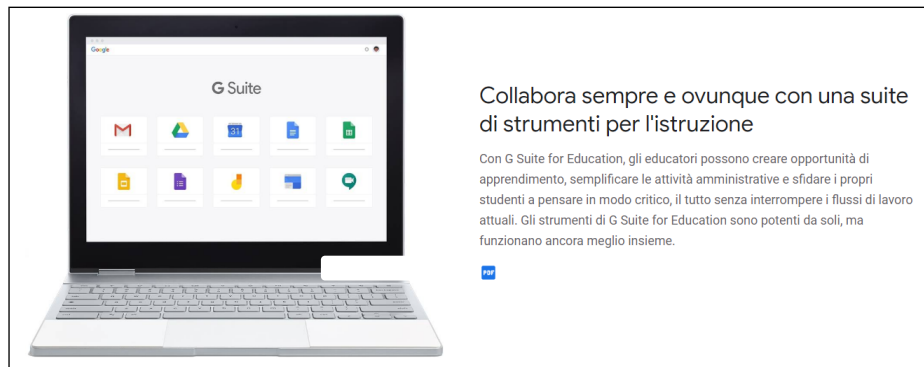 Google
G Suite
31
Collabora sempre e ovunque con una suite
di strumenti per l'istruzione
Con G Suite for Education, gli educatori possono creare opportunità di
apprendimento, semplificare le attività amministrative e sfidare i propri
studenti a pensare in modo critico, il tutto senza interrompere i flussi di lavoro
attuali. Gli strumenti di G Suite for Education sono potenti da soli, ma
funzionano ancora meglio insieme.
PDF